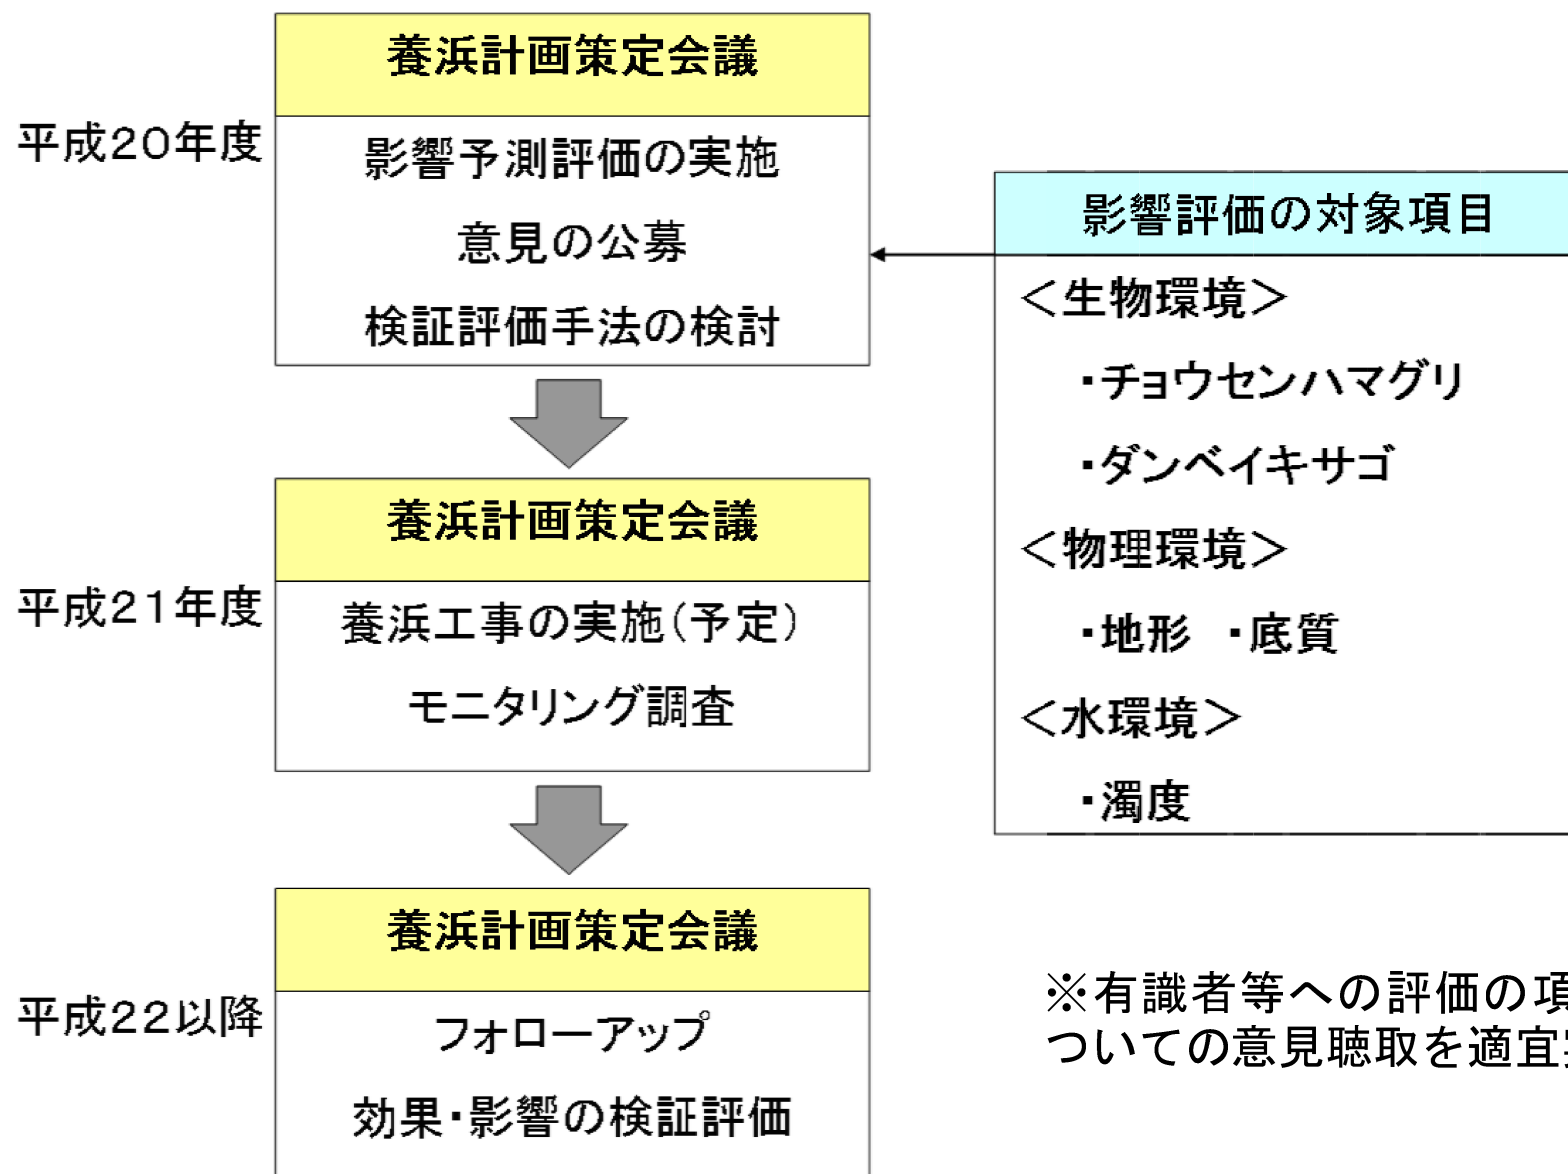 平成20年度
養浜計画策定会議
影響予測評価の実施
意見の公募
検証評価手法の検討
影響評価の対象項目
＜生物環境＞
・チョウセンハマグリ
・ダンベイキサゴ
＜物理環境＞
・地形　・底質
＜水環境＞
・濁度
平成21年度
養浜計画策定会議
養浜工事の実施（予定）
モニタリング調査
平成22以降
養浜計画策定会議
フォローアップ
効果・影響の検証評価
※有識者等への評価の項
ついての意見聴取を適宜